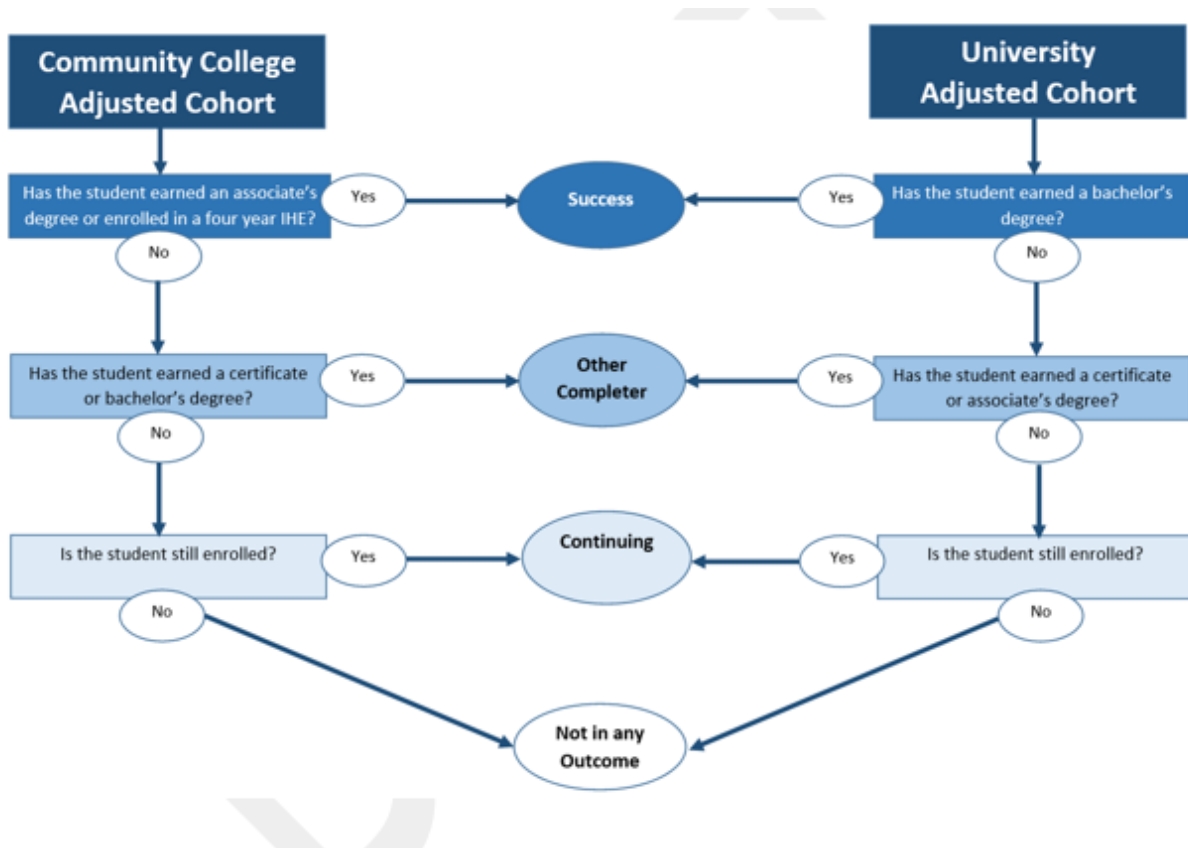 Community College
Adjusted Cohort
University
Adjusted Cohort
Has the student earned an associate's
degree or enrolled in a four year IHE?
Yes
Success
Yes
Has the student earned a bachelor's
degree?
No
No
Has the student earned a certificate
or bachelor's degree?
Yes
Other
Completer
Yes
Has the student earned a certificate
or associate's degree?
No
No
Is the student still enrolled?
Yes
Continuing
Yes
Is the student still enrolled?
No
No
Not in any
Outcome